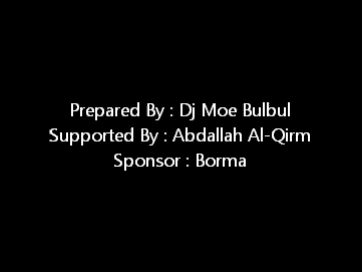 Prepared By : Dj Moe Bulbul
Supported By : Abdallah Al-Qirm
Sponsor : Borma